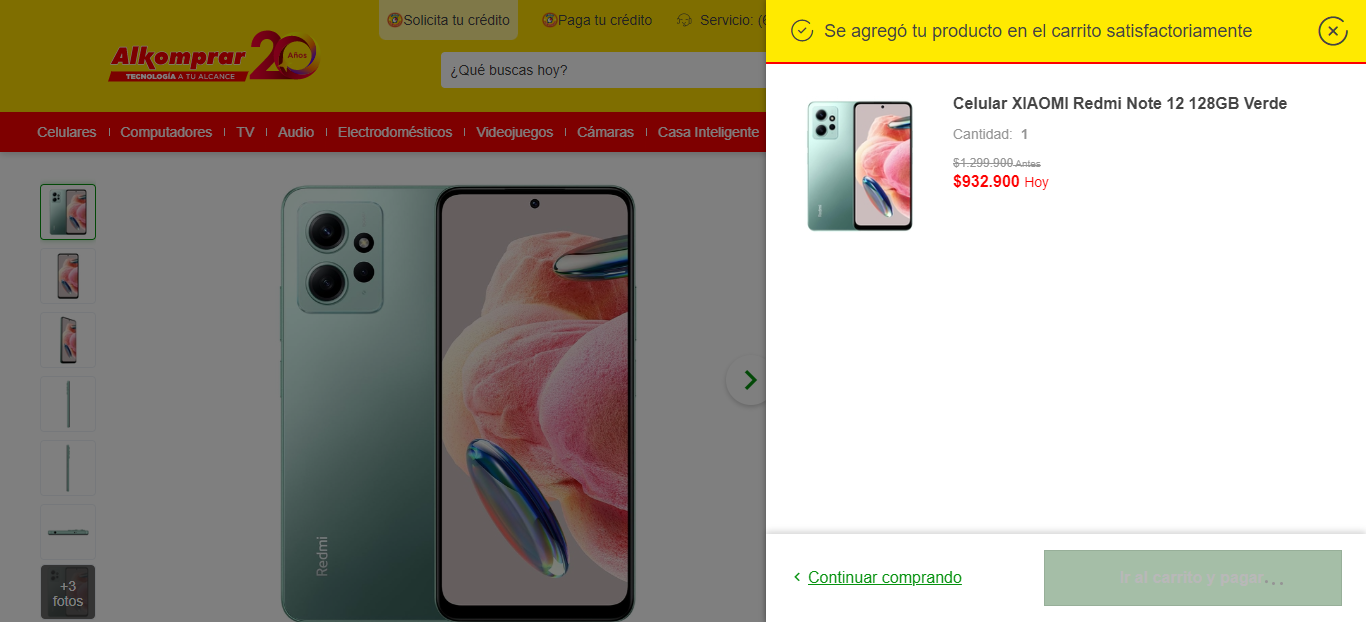 Solicita tu crédito
Paga tu crédito
Servicio: (6
Alkomprar 20 Años
TECNOLOGÍA A TU ALCANCE
¿Qué buscas hoy?
Celulares
Computadores
TV
Audio
Electrodomésticos
Videojuegos
Cámaras
Casa Inteligente
Redmi
+3
fotos
Se agregó tu producto en el carrito satisfactoriamente
Redmi
Celular XIAOMI Redmi Note 12 128GB Verde
Cantidad: 1
$1.299.900 Antes
$932.900 Hoy
Continuar comprando
Ir al carrito y pagar...